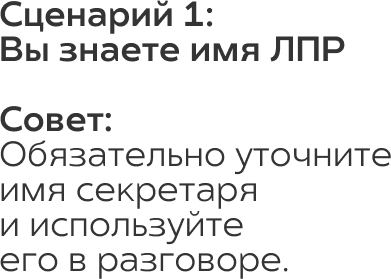 Сценарий 1:
Вы знаете имя ЛПР
Совет:
Обязательно уточните
имя секретаря
и используйте
его в разговоре.